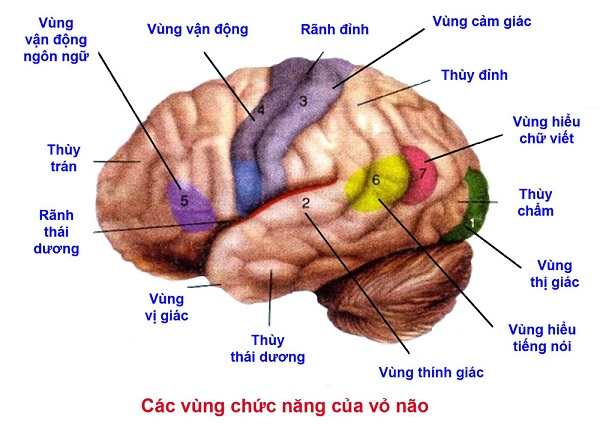 Vùng
vận động
ngôn ngữ
Vùng vận động
Rãnh đỉnh
Vùng cảm giác
Thùy đỉnh
Vùng hiểu
chữ viết
Thùy
trán
Thùy
chẩm
Rãnh
thái
dương
Vùng
thị giác
Vùng
vị giác
Thùy
thái dương
Vùng thính giác
Vùng hiểu
tiếng nói
4
3
5
2
6
7
1
Các vùng chức năng của vỏ não